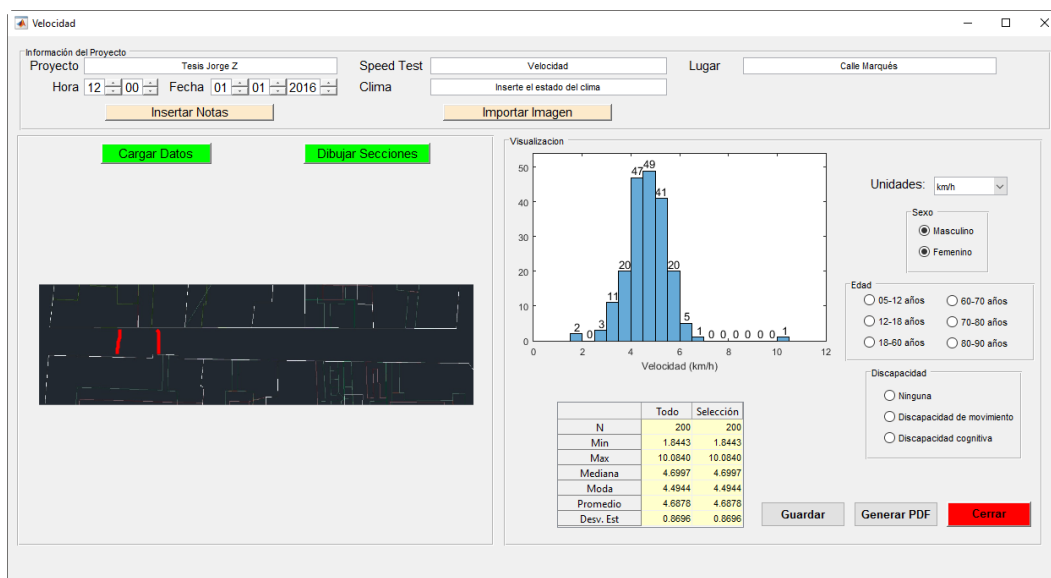 Velocidad
Información del Proyecto
Proyecto Tesis Jorge Z Speed Test Velocidad Lugar Calle Marqués
Hora 12 00 Fecha 01 01 2016 Clima Inserte el estado del clima
Insertar Notas Importar Imagen
Cargar Datos Dibujar Secciones
Visualizacion
50
40
30
20
10
0
2 0 3 11 20 47 49 41 20 5 1 0 0 0 0 0 0 1
0 2 4 6 8 10 12
Velocidad (km/h)
Unidades: km/h
Sexo
Masculino
Femenino
Edad
05-12 años 60-70 años
12-18 años 70-80 años
18-60 años 80-90 años
Discapacidad
Ninguna
Discapacidad de movimiento
Discapacidad cognitiva
Todo Selección
N 200 200
Min 1.8443 1.8443
Max 10.0840 10.0840
Mediana 4.6997 4.6997
Moda 4.4944 4.4944
Promedio 4.6878 4.6878
Desv. Est 0.8696 0.8696
Guardar Generar PDF Cerrar